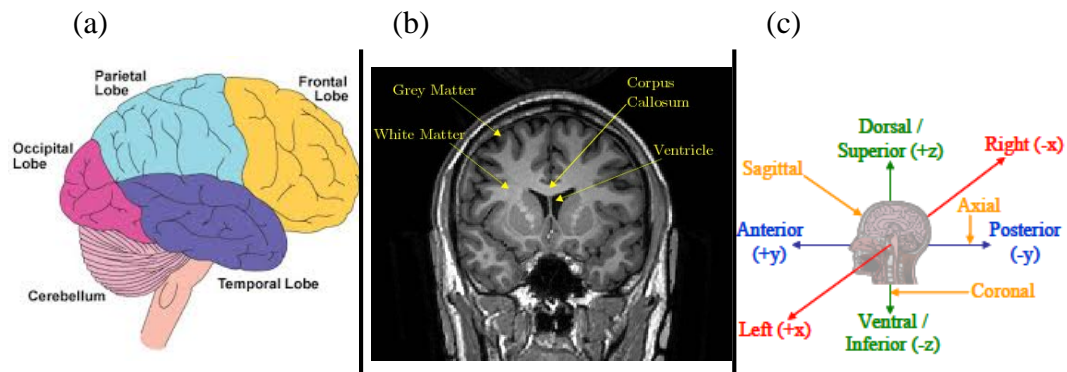 (a)
Parietal
Lobe
Frontal
Lobe
Occipital
Lobe
Temporal Lobe
Cerebellum
(b)
Grey Matter
Corpus
Callosum
White Matter
Ventricle
(c)
Dorsal /
Superior (+z)
Right (-x)
Sagittal
Axial
Anterior
(+y)
Posterior
(-y)
Coronal
Left (+x)
Ventral /
Inferior (-z)